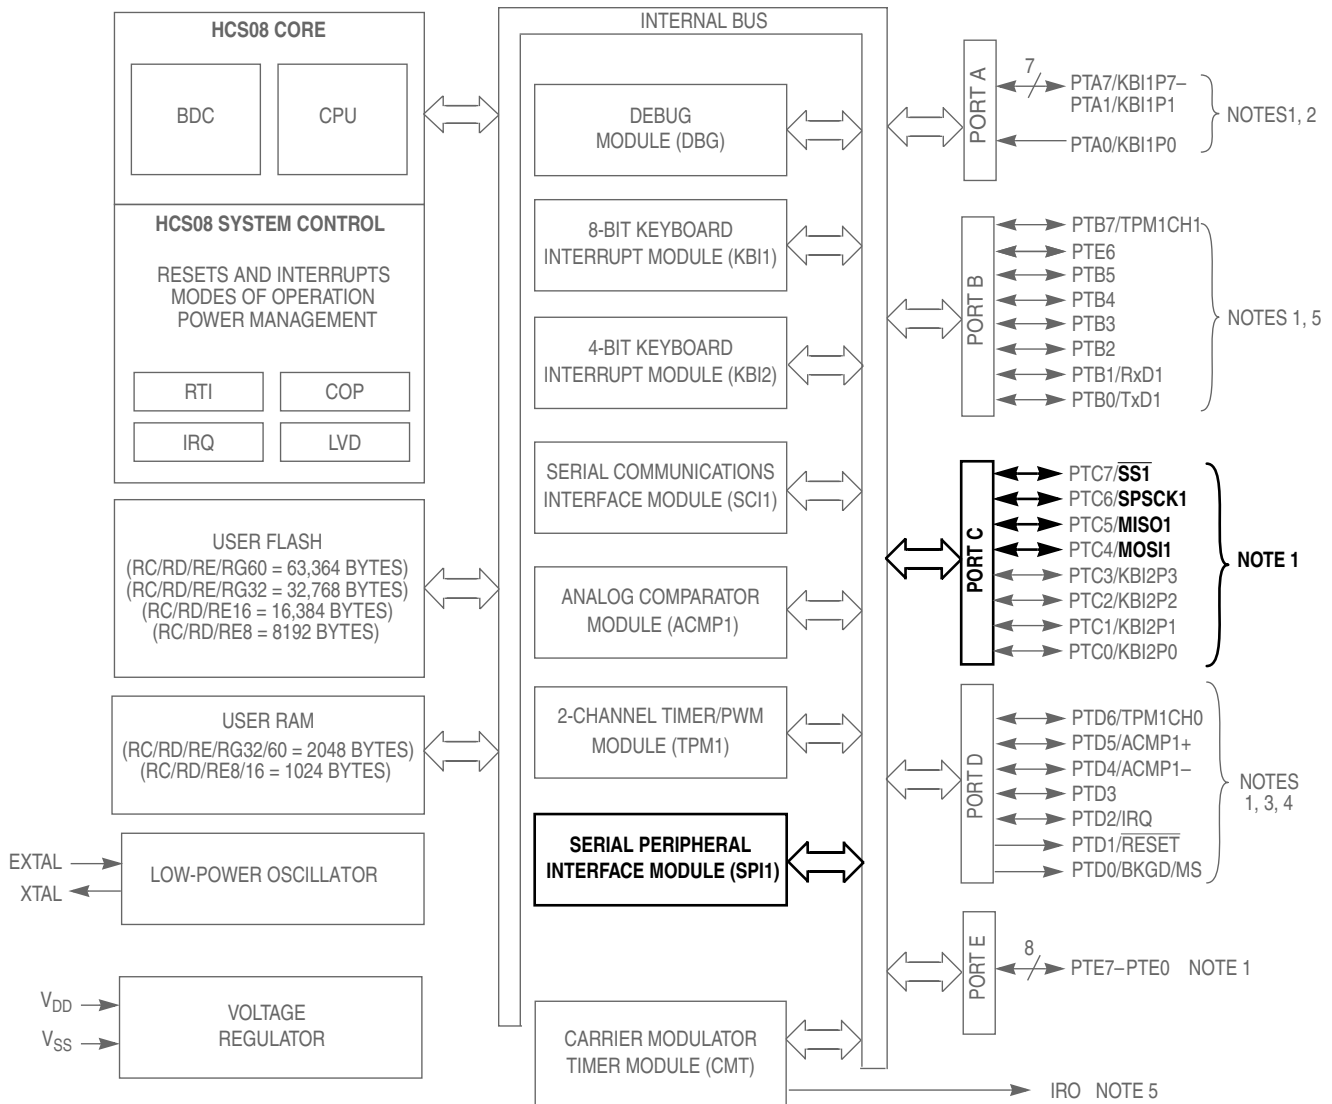 HCS08 CORE
BDC
CPU
HCS08 SYSTEM CONTROL
RESETS AND INTERRUPTS
MODES OF OPERATION
POWER MANAGEMENT
RTI
COP
IRQ
LVD
USER FLASH
(RC/RD/RE/RG60 = 63,364 BYTES)
(RC/RD/RE/RG32 = 32,768 BYTES)
(RC/RD/RE16 = 16,384 BYTES)
(RC/RD/RE8 = 8192 BYTES)
USER RAM
(RC/RD/RE/RG32/60 = 2048 BYTES)
(RC/RD/RE8/16 = 1024 BYTES)
EXTAL
XTAL
LOW-POWER OSCILLATOR
VDD
VSS
VOLTAGE
REGULATOR
INTERNAL BUS
DEBUG
MODULE (DBG)
8-BIT KEYBOARD
INTERRUPT MODULE (KBI1)
4-BIT KEYBOARD
INTERRUPT MODULE (KBI2)
SERIAL COMMUNICATIONS
INTERFACE MODULE (SCI1)
ANALOG COMPARATOR
MODULE (ACMP1)
2-CHANNEL TIMER/PWM
MODULE (TPM1)
SERIAL PERIPHERAL
INTERFACE MODULE (SPI1)
CARRIER MODULATOR
TIMER MODULE (CMT)
PORT A
7
PTA7/KBI1P7–
PTA1/KBI1P1
PTA0/KBI1P0
NOTES1, 2
PORT B
PTB7/TPM1CH1
PTE6
PTB5
PTB4
PTB3
PTB2
PTB1/RxD1
PTB0/TxD1
NOTES 1, 5
PORT C
PTC7/SS1
PTC6/SPSCK1
PTC5/MISO1
PTC4/MOSI1
PTC3/KBI2P3
PTC2/KBI2P2
PTC1/KBI2P1
PTC0/KBI2P0
NOTE 1
PORT D
PTD6/TPM1CH0
PTD5/ACMP1+
PTD4/ACMP1–
PTD3
PTD2/IRQ
PTD1/RESET
PTD0/BKGD/MS
NOTES
1, 3, 4
PORT E
8
PTE7–PTE0 NOTE 1
IRO NOTE 5